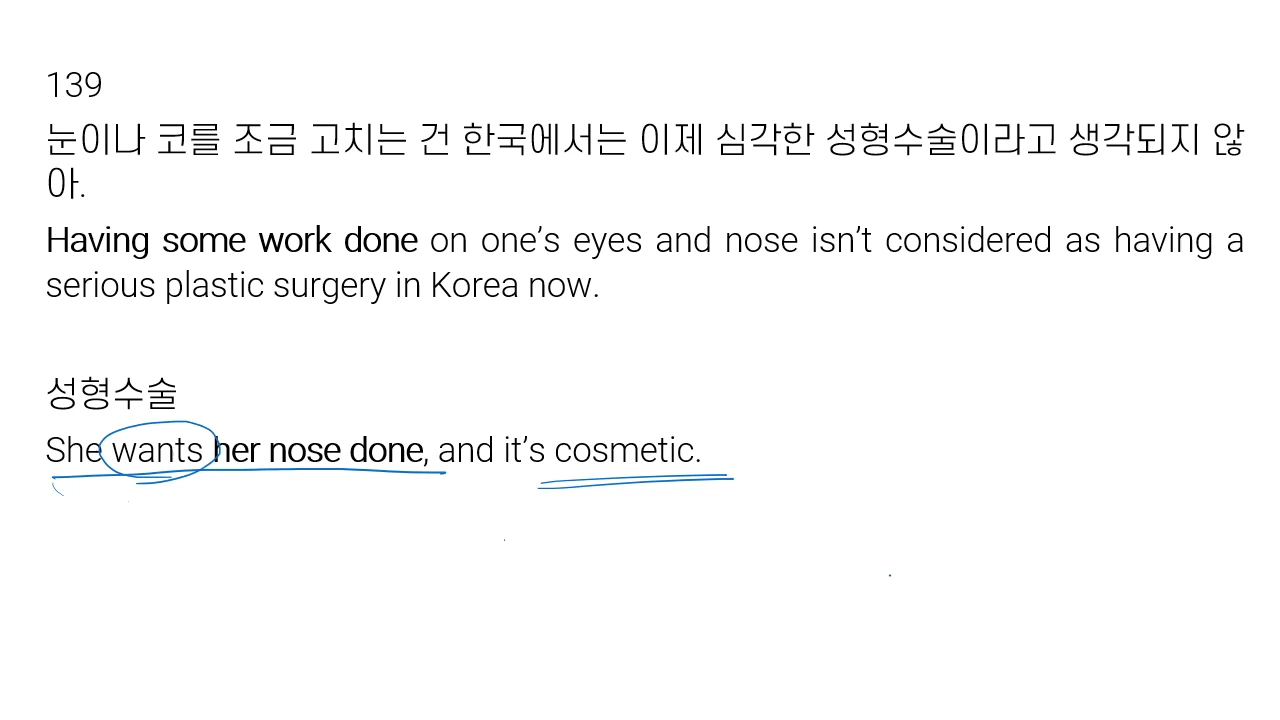 139
눈이나 코를 조금 고치는 건 한국에서는 이제 심각한 성형수술이라고 생각되지 않
아.
Having some work done on one’s eyes and nose isn’t considered as having a
serious plastic surgery in Korea now.
성형수술
She wants her nose done, and it’s cosmetic.